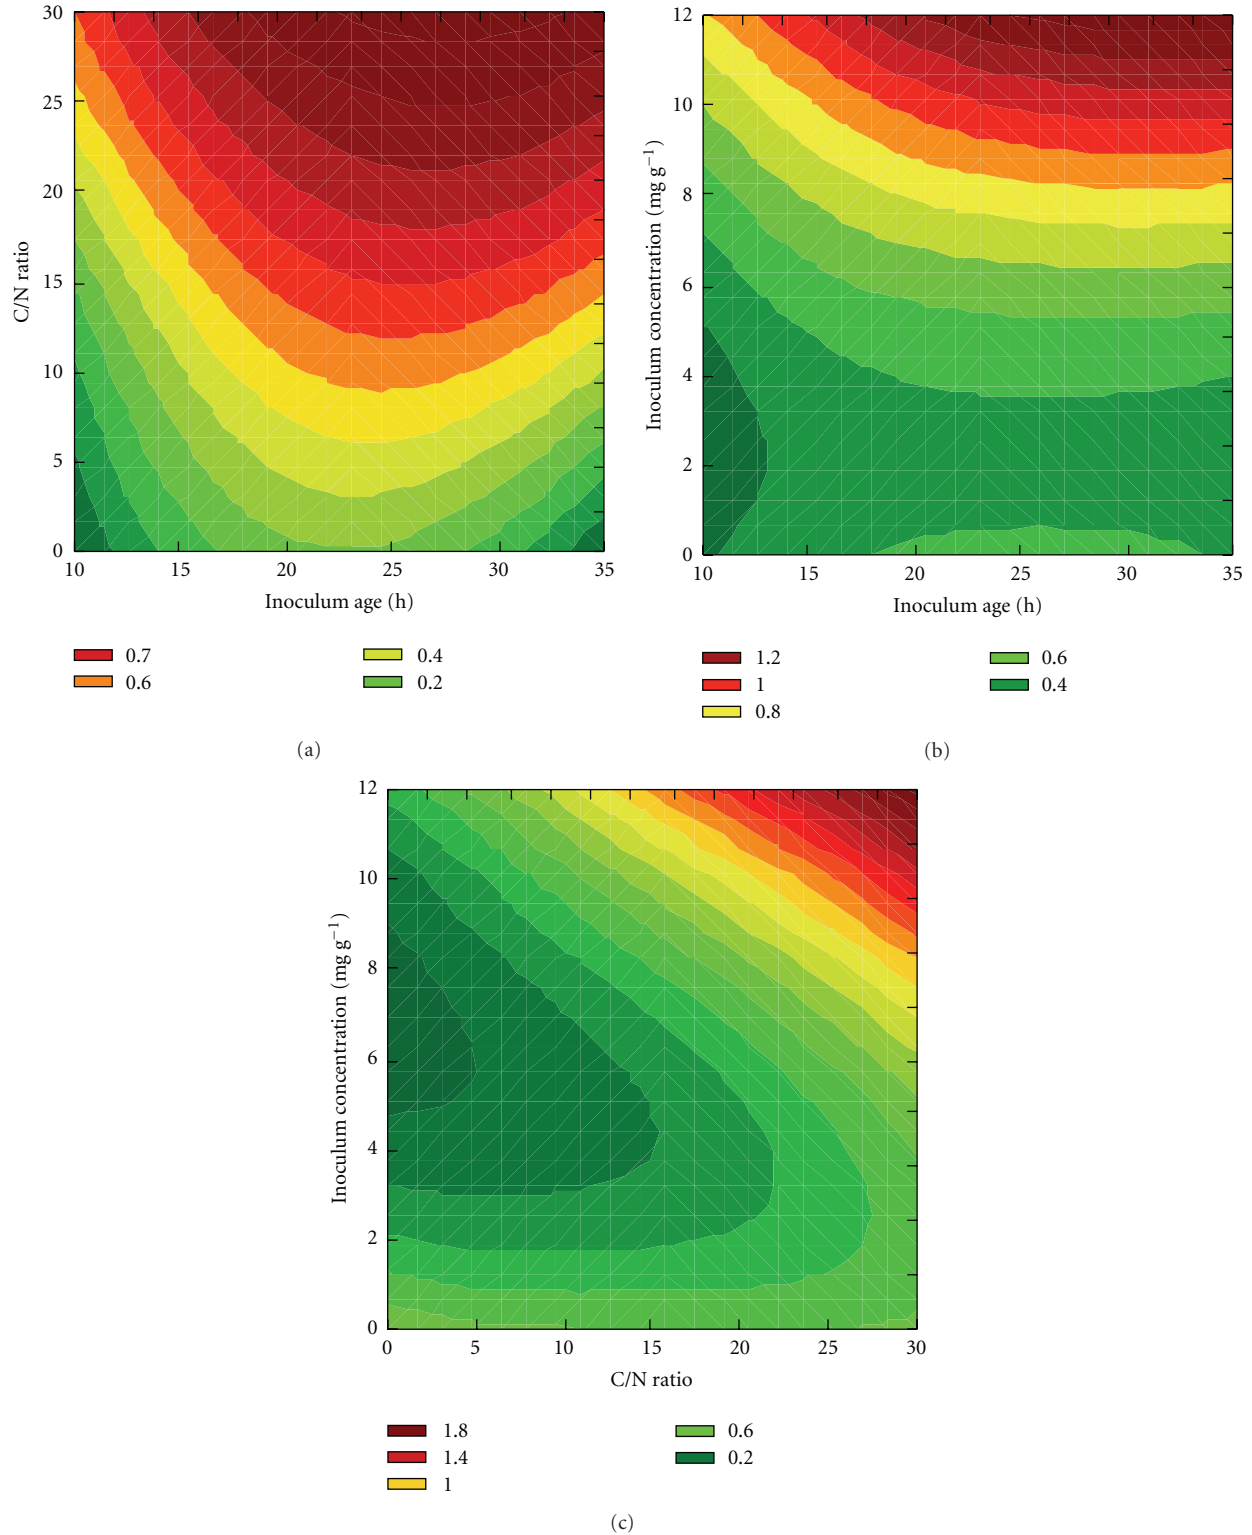 30
25
20
15
10
5
0
C/N ratio
10 15 20 25 30 35
Inoculum age (h)
0.7 0.4
0.6 0.2
(a)
12
10
8
6
4
2
0
Inoculum concentration (mg g−1)
10 15 20 25 30 35
Inoculum age (h)
1.2 0.6
1 0.4
0.8
(b)
12
10
8
6
4
2
0
Inoculum concentration (mg g−1)
0 5 10 15 20 25 30
C/N ratio
1.8 0.6
1.4 0.2
1
(c)